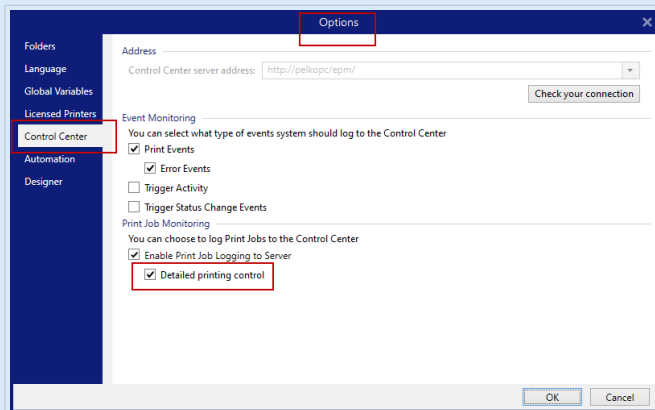 Options
Folders
Language
Global Variables
Licensed Printers
Control Center
Automation
Designer
Address
Control Center server address: http://pelkopc/epm/
Check your connection
Event Monitoring
You can select what type of events system should log to the Control Center
Print Events
Error Events
Trigger Activity
Trigger Status Change Events
Print Job Monitoring
You can choose to log Print Jobs to the Control Center
Enable Print Job Logging to Server
Detailed printing control
OK Cancel